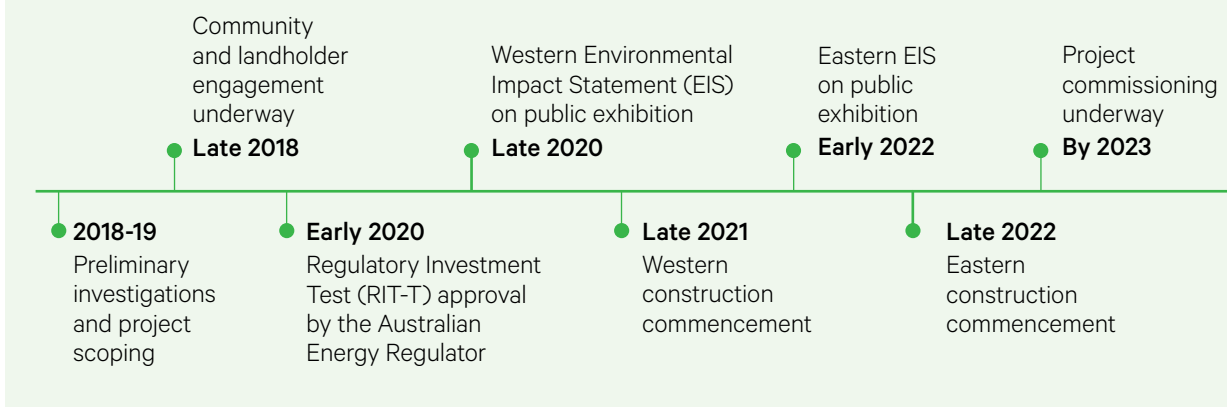 Community
and landholder
engagement
underway
Late 2018
Western Environmental
Impact Statement (EIS)
on public exhibition
Late 2020
Eastern EIS
on public
exhibition
Early 2022
Project
commissioning
underway
By 2023
2018-19
Preliminary
investigations
and project
scoping
Early 2020
Regulatory Investment
Test (RIT-T) approval
by the Australian
Energy Regulator
Late 2021
Western
construction
commencement
Late 2022
Eastern
construction
commencement